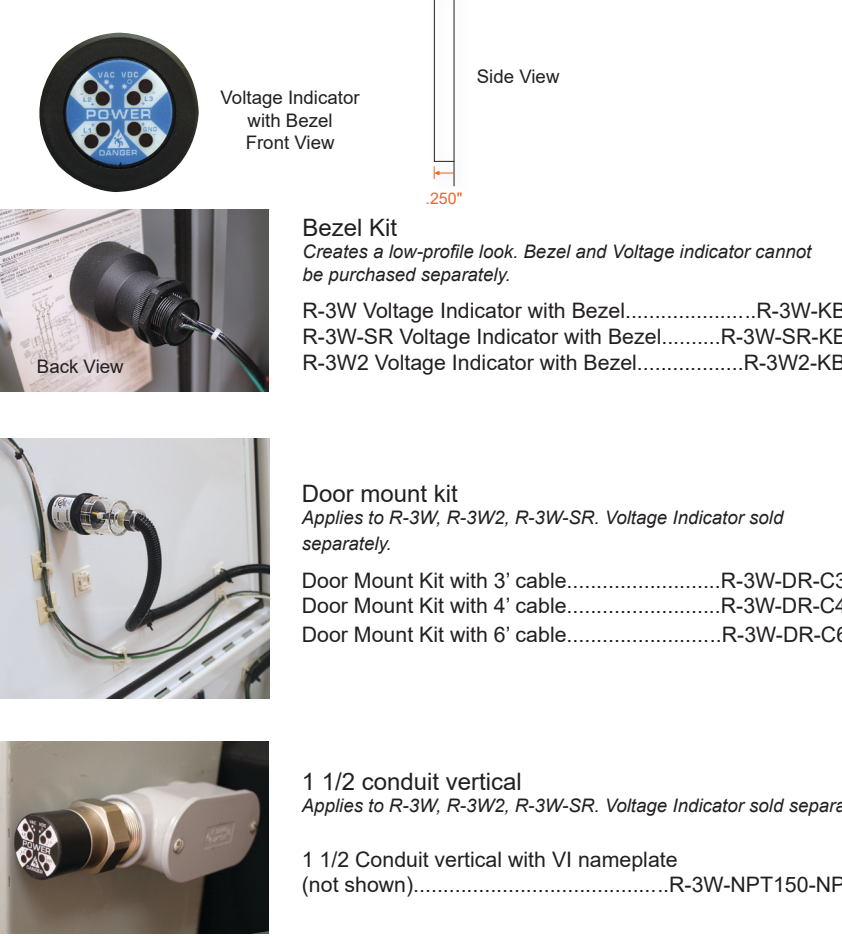 VAC VDC
L2 L3
POWER
L1 GND
DANGER
Voltage Indicator
with Bezel
Front View
Side View
.250"
Back View
Bezel Kit
Creates a low-profile look. Bezel and Voltage indicator cannot
be purchased separately.
R-3W Voltage Indicator with Bezel......................R-3W-KB
R-3W-SR Voltage Indicator with Bezel..........R-3W-SR-KB
R-3W2 Voltage Indicator with Bezel..................R-3W2-KB
Door mount kit
Applies to R-3W, R-3W2, R-3W-SR. Voltage Indicator sold
separately.
Door Mount Kit with 3’ cable..........................R-3W-DR-C3
Door Mount Kit with 4’ cable..........................R-3W-DR-C4
Door Mount Kit with 6’ cable..........................R-3W-DR-C6
VAC VDC
POWER
DANGER
1 1/2 conduit vertical
Applies to R-3W, R-3W2, R-3W-SR. Voltage Indicator sold separa
1 1/2 Conduit vertical with VI nameplate
(not shown)...........................................R-3W-NPT150-NP